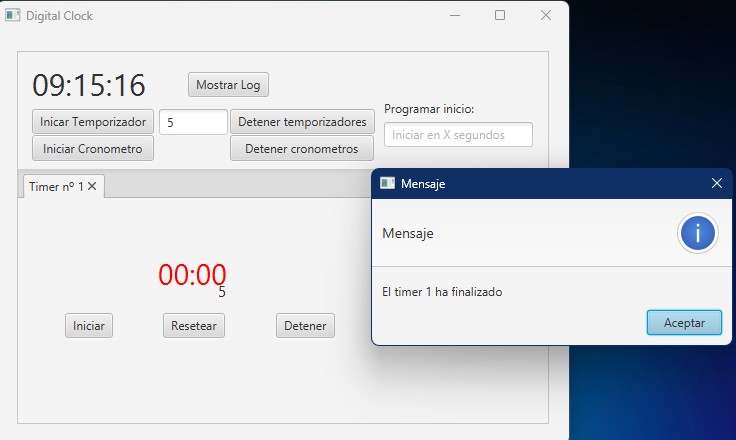 Digital Clock
09:15:16
Mostrar Log
Programar inicio:
Inicar Temporizador
5
Detener temporizadores
Iniciar en X segundos
Iniciar Cronometro
Detener cronometros
Timer nº 1
Mensaje
Mensaje
i
El timer 1 ha finalizado
Aceptar
00:00
5
Iniciar
Resetear
Detener